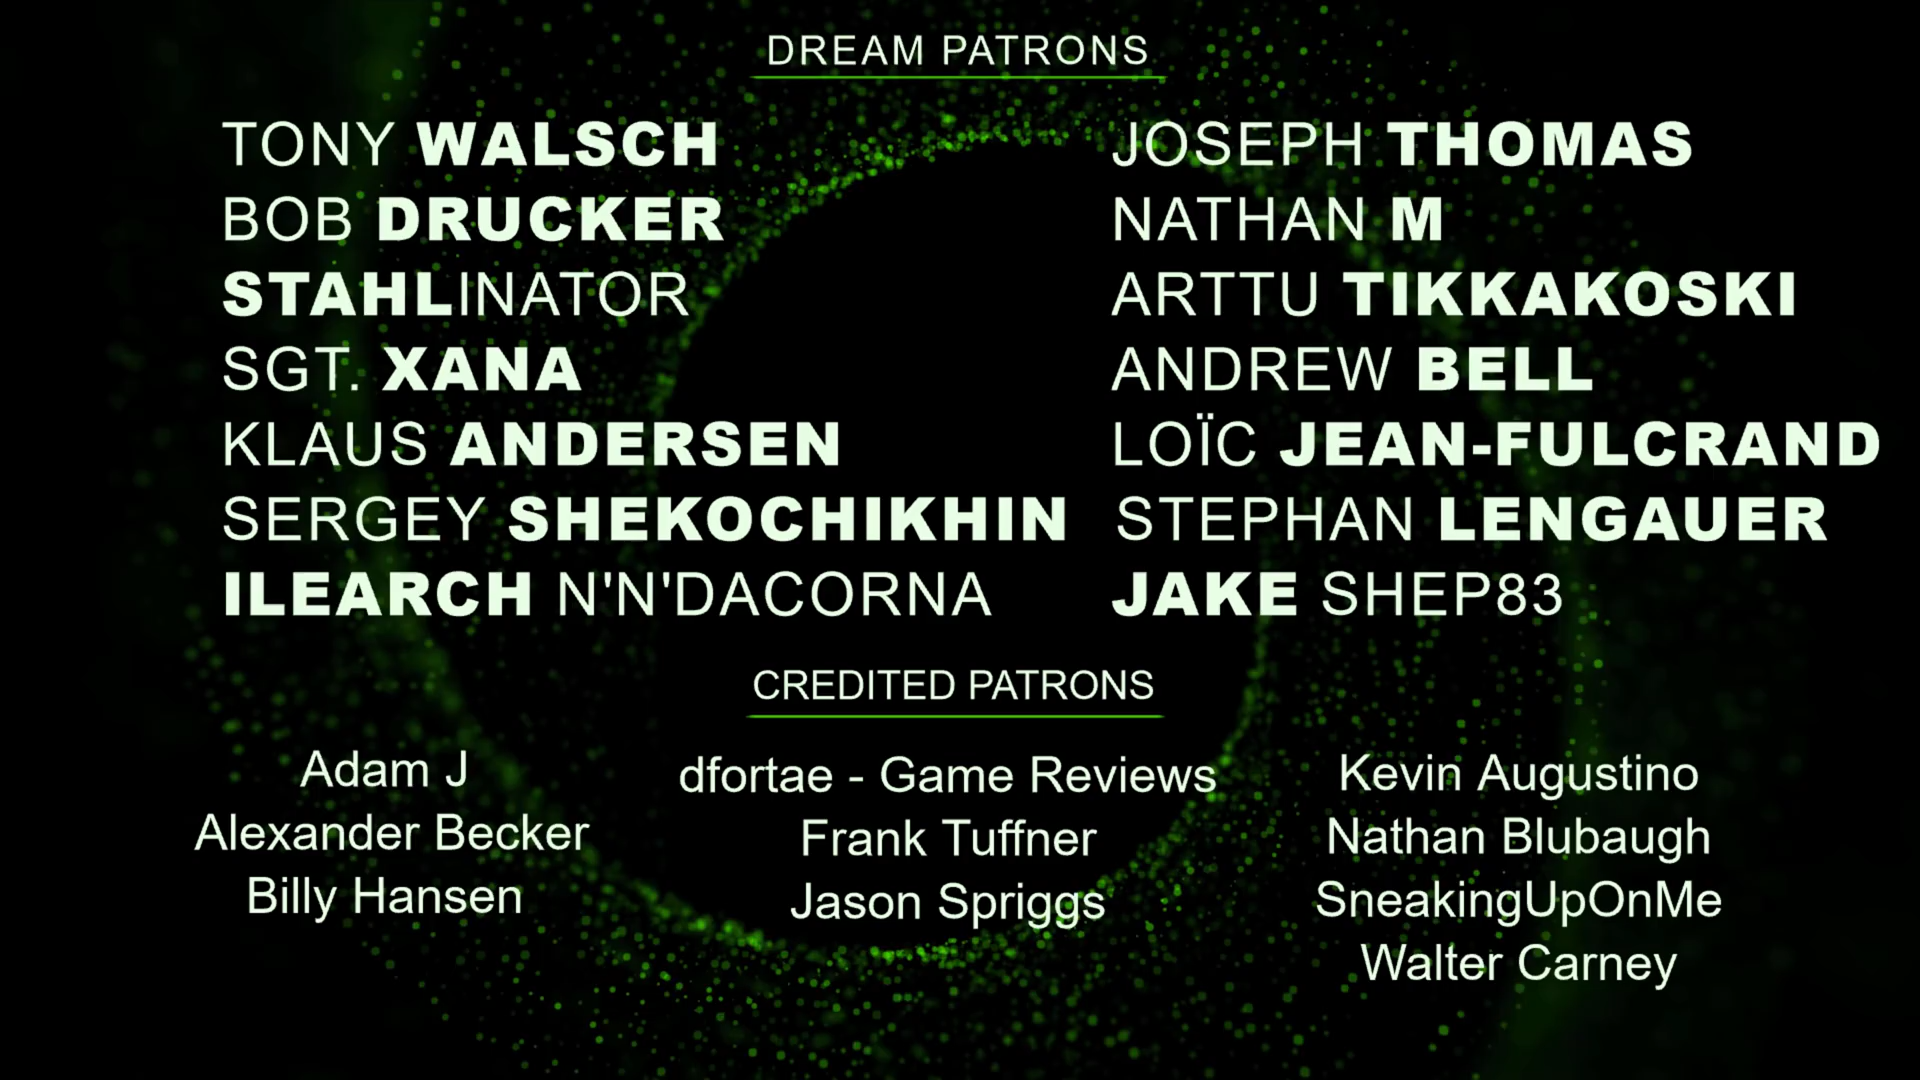 DREAM PATRONS
TONY WALSCH
BOB DRUCKER
STAHLINATOR
SGT. XANA
KLAUS ANDERSEN
SERGEY SHEKOCHIKHIN
ILEARCH N'N'DACORNA
JOSEPH THOMAS
NATHAN M
ARTTU TIKKAKOSKI
ANDREW BELL
LOÏC JEAN-FULCRAND
STEPHAN LENGAUER
JAKE SHEP83
CREDITED PATRONS
Adam J
Alexander Becker
Billy Hansen
dfortae - Game Reviews
Frank Tuffner
Jason Spriggs
Kevin Augustino
Nathan Blubaugh
SneakingUpOnMe
Walter Carney